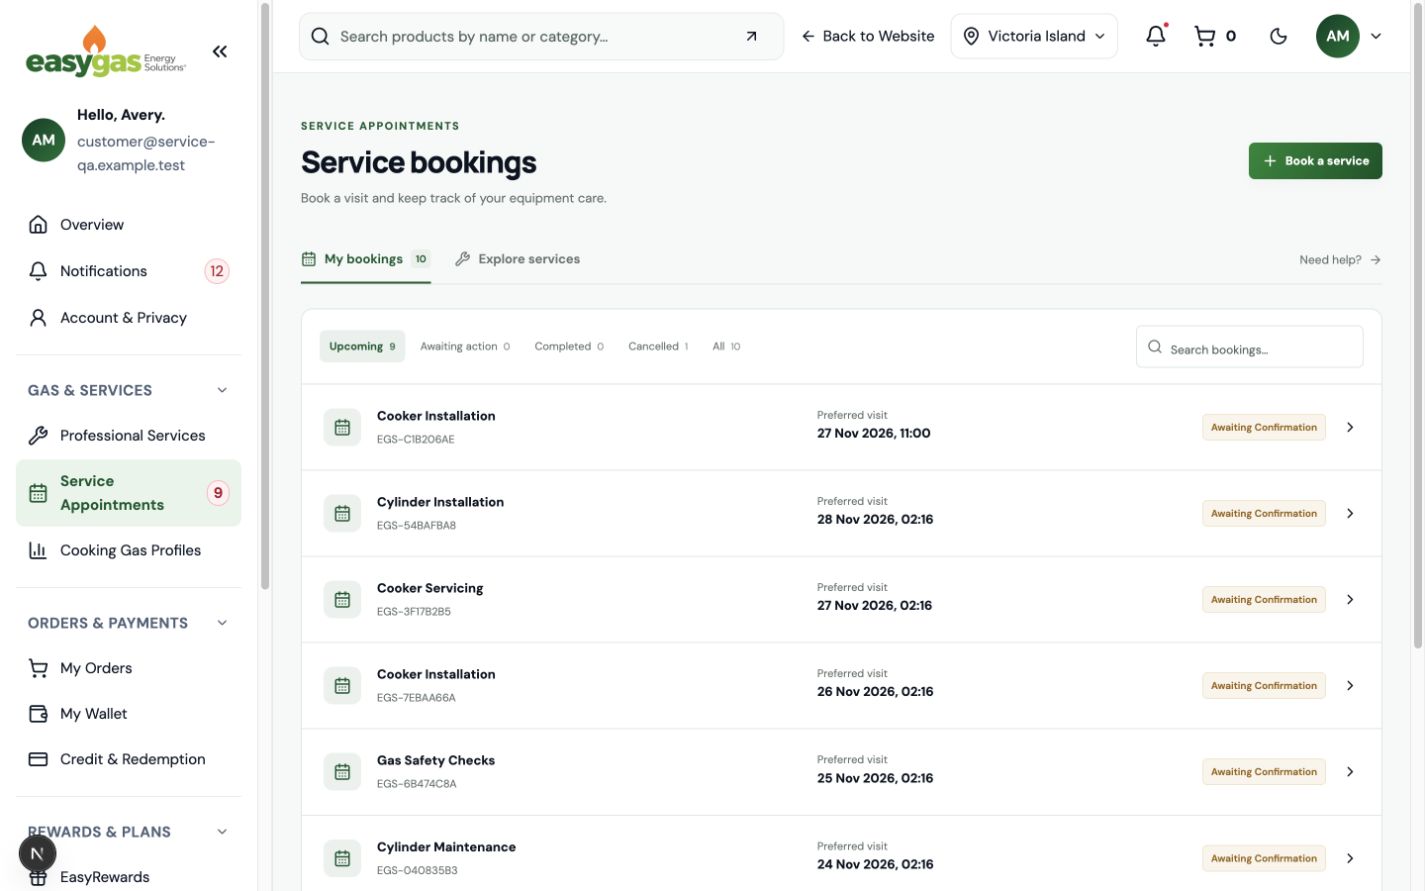 easygas Energy Solutions
Search products by name or category...
Back to Website
Victoria Island
0
AM
AM
Hello, Avery.
customer@service-
qa.example.test
Overview
Notifications 12
Account & Privacy
GAS & SERVICES
Professional Services
Service
Appointments
9
Cooking Gas Profiles
ORDERS & PAYMENTS
My Orders
My Wallet
Credit & Redemption
REWARDS & PLANS
N
EasyRewards
SERVICE APPOINTMENTS
Service bookings
Book a service
Book a visit and keep track of your equipment care.
My bookings 10
Explore services
Need help?
Upcoming 9
Awaiting action 0
Completed 0
Cancelled 1
All 10
Search bookings...
Cooker Installation
EGS-C1B206AE
Preferred visit
27 Nov 2026, 11:00
Awaiting Confirmation
Cylinder Installation
EGS-54BAFBA8
Preferred visit
28 Nov 2026, 02:16
Awaiting Confirmation
Cooker Servicing
EGS-3F17B2B5
Preferred visit
27 Nov 2026, 02:16
Awaiting Confirmation
Cooker Installation
EGS-7EBAA66A
Preferred visit
26 Nov 2026, 02:16
Awaiting Confirmation
Gas Safety Checks
EGS-6B474C8A
Preferred visit
25 Nov 2026, 02:16
Awaiting Confirmation
Cylinder Maintenance
EGS-040835B3
Preferred visit
24 Nov 2026, 02:16
Awaiting Confirmation